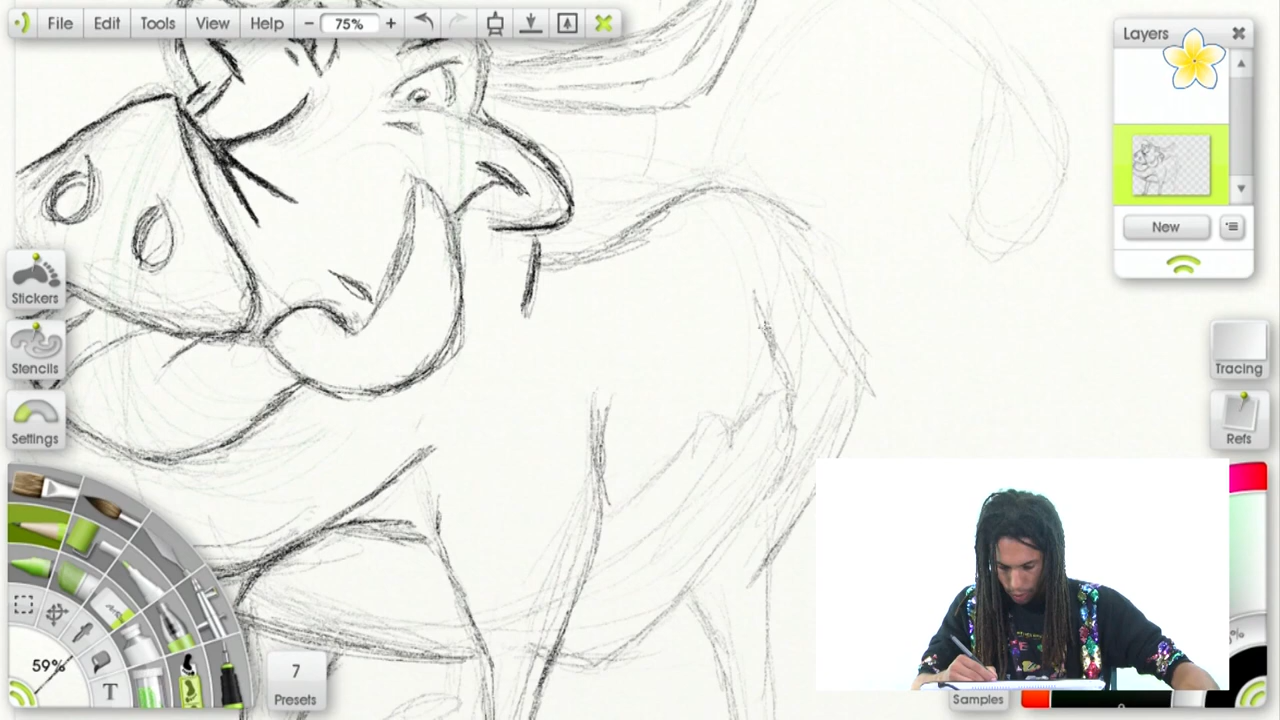 File Edit Tools View Help − 75% +
Layers
New
Stickers
Stencils
Settings
Tracing
Refs
59%
T
7
Presets
Samples